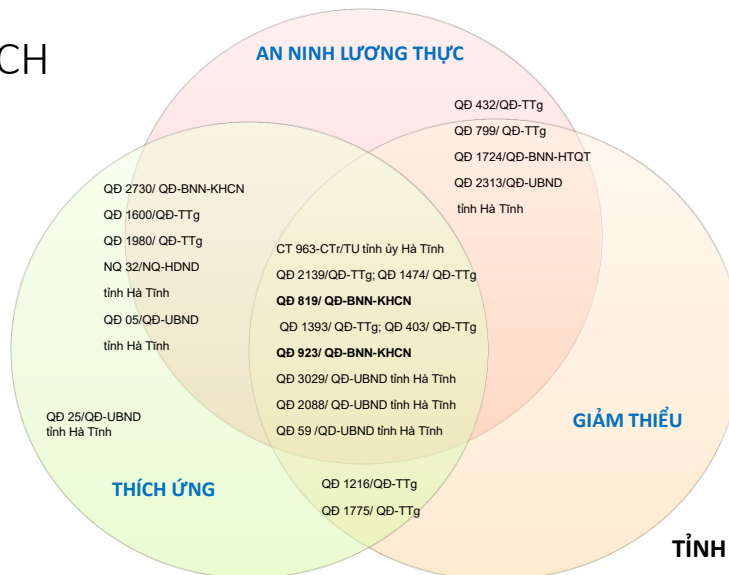 CH
AN NINH LƯƠNG THỰC
QĐ 432/QĐ-TTg
QĐ 799/ QĐ-TTg
QĐ 1724/QĐ-BNN-HTQT
QĐ 2313/QĐ-UBND
tỉnh Hà Tĩnh
QĐ 2730/ QĐ-BNN-KHCN
QĐ 1600/QĐ-TTg
QĐ 1980/ QĐ-TTg
NQ 32/NQ-HDND
tỉnh Hà Tĩnh
QĐ 05/QĐ-UBND
tỉnh Hà Tĩnh
CT 963-CTr/TU tỉnh ủy Hà Tĩnh
QĐ 2139/QĐ-TTg; QĐ 1474/ QĐ-TTg
QĐ 819/ QĐ-BNN-KHCN
QĐ 1393/ QĐ-TTg; QĐ 403/ QĐ-TTg
QĐ 923/ QĐ-BNN-KHCN
QĐ 3029/ QĐ-UBND tỉnh Hà Tĩnh
QĐ 2088/ QĐ-UBND tỉnh Hà Tĩnh
QĐ 59 /QD-UBND tỉnh Hà Tĩnh
QĐ 25/QĐ-UBND
tỉnh Hà Tĩnh
GIẢM THIỂU
THÍCH ỨNG
QĐ 1216/QĐ-TTg
QĐ 1775/ QĐ-TTg
TỈNH